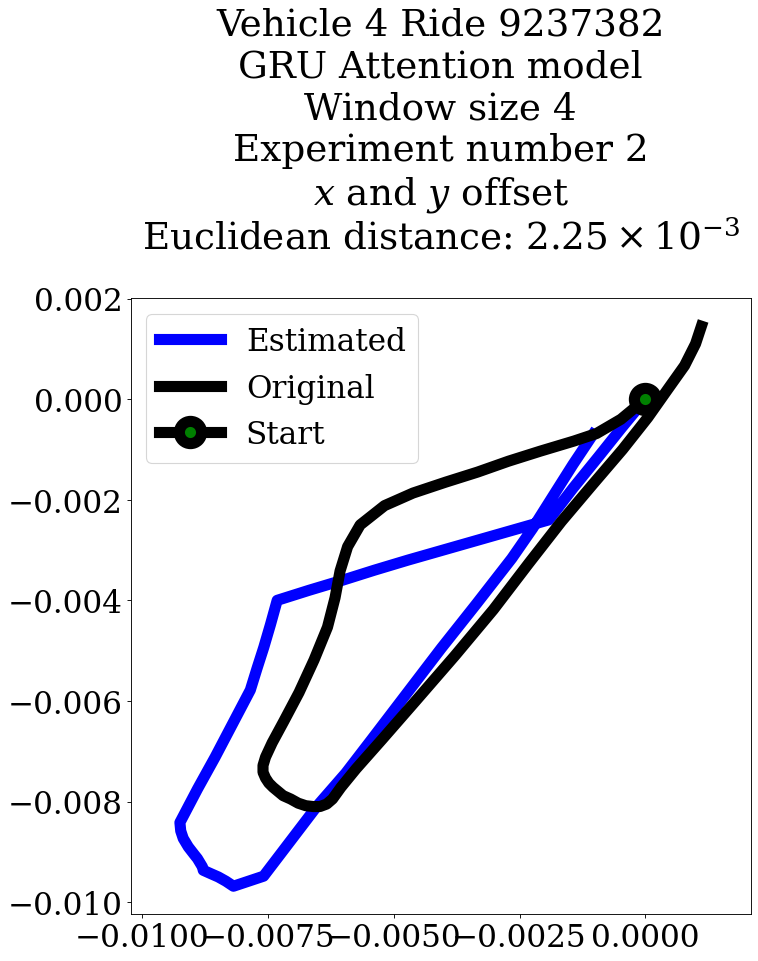 Vehicle 4 Ride 9237382
GRU Attention model
Window size 4
Experiment number 2
x and y offset
Euclidean distance: 2.25 × 10⁻³
0.002
Estimated
Original
Start
0.000
−0.002
−0.004
−0.006
−0.008
−0.010
−0.0100 −0.0075 −0.0050 −0.0025 0.0000